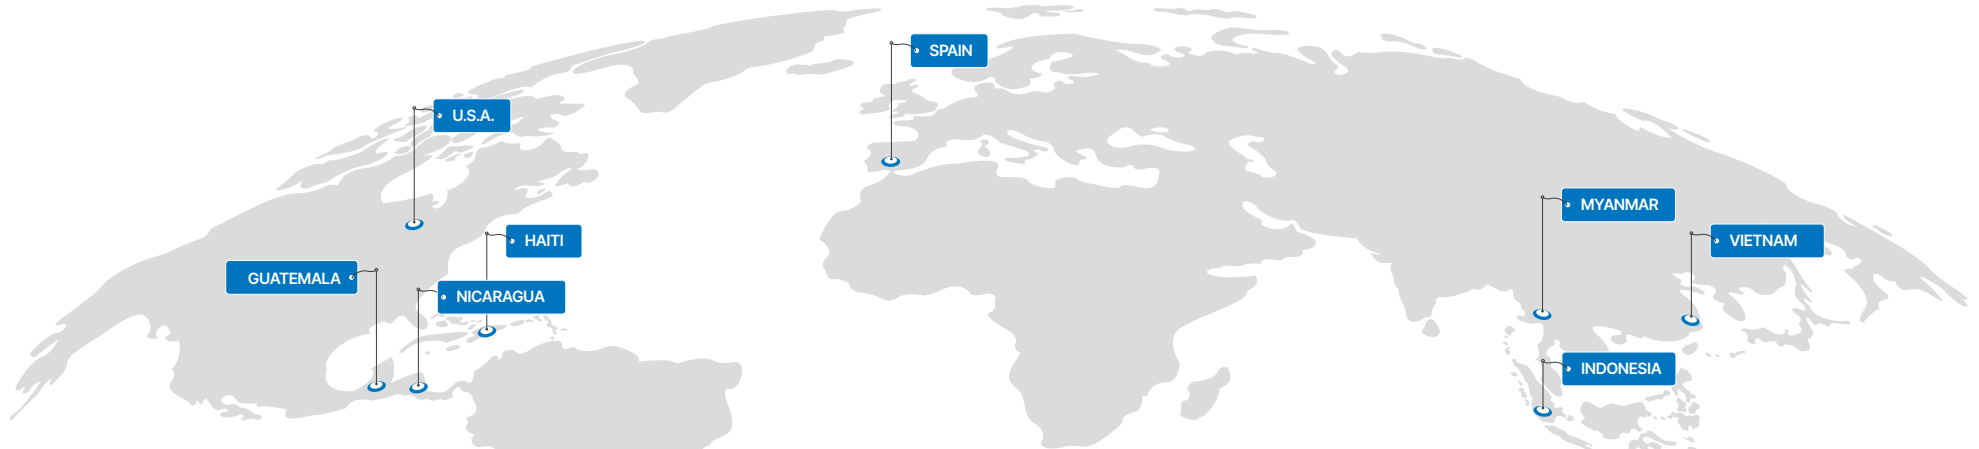 SPAIN
U.S.A.
MYANMAR
HAITI
VIETNAM
GUATEMALA
NICARAGUA
INDONESIA